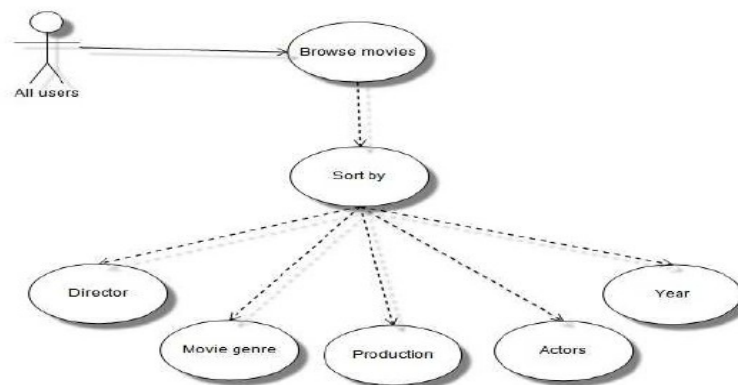 Browse movies
All users
Sort by
Director
Year
Movie genre
Production
Actors